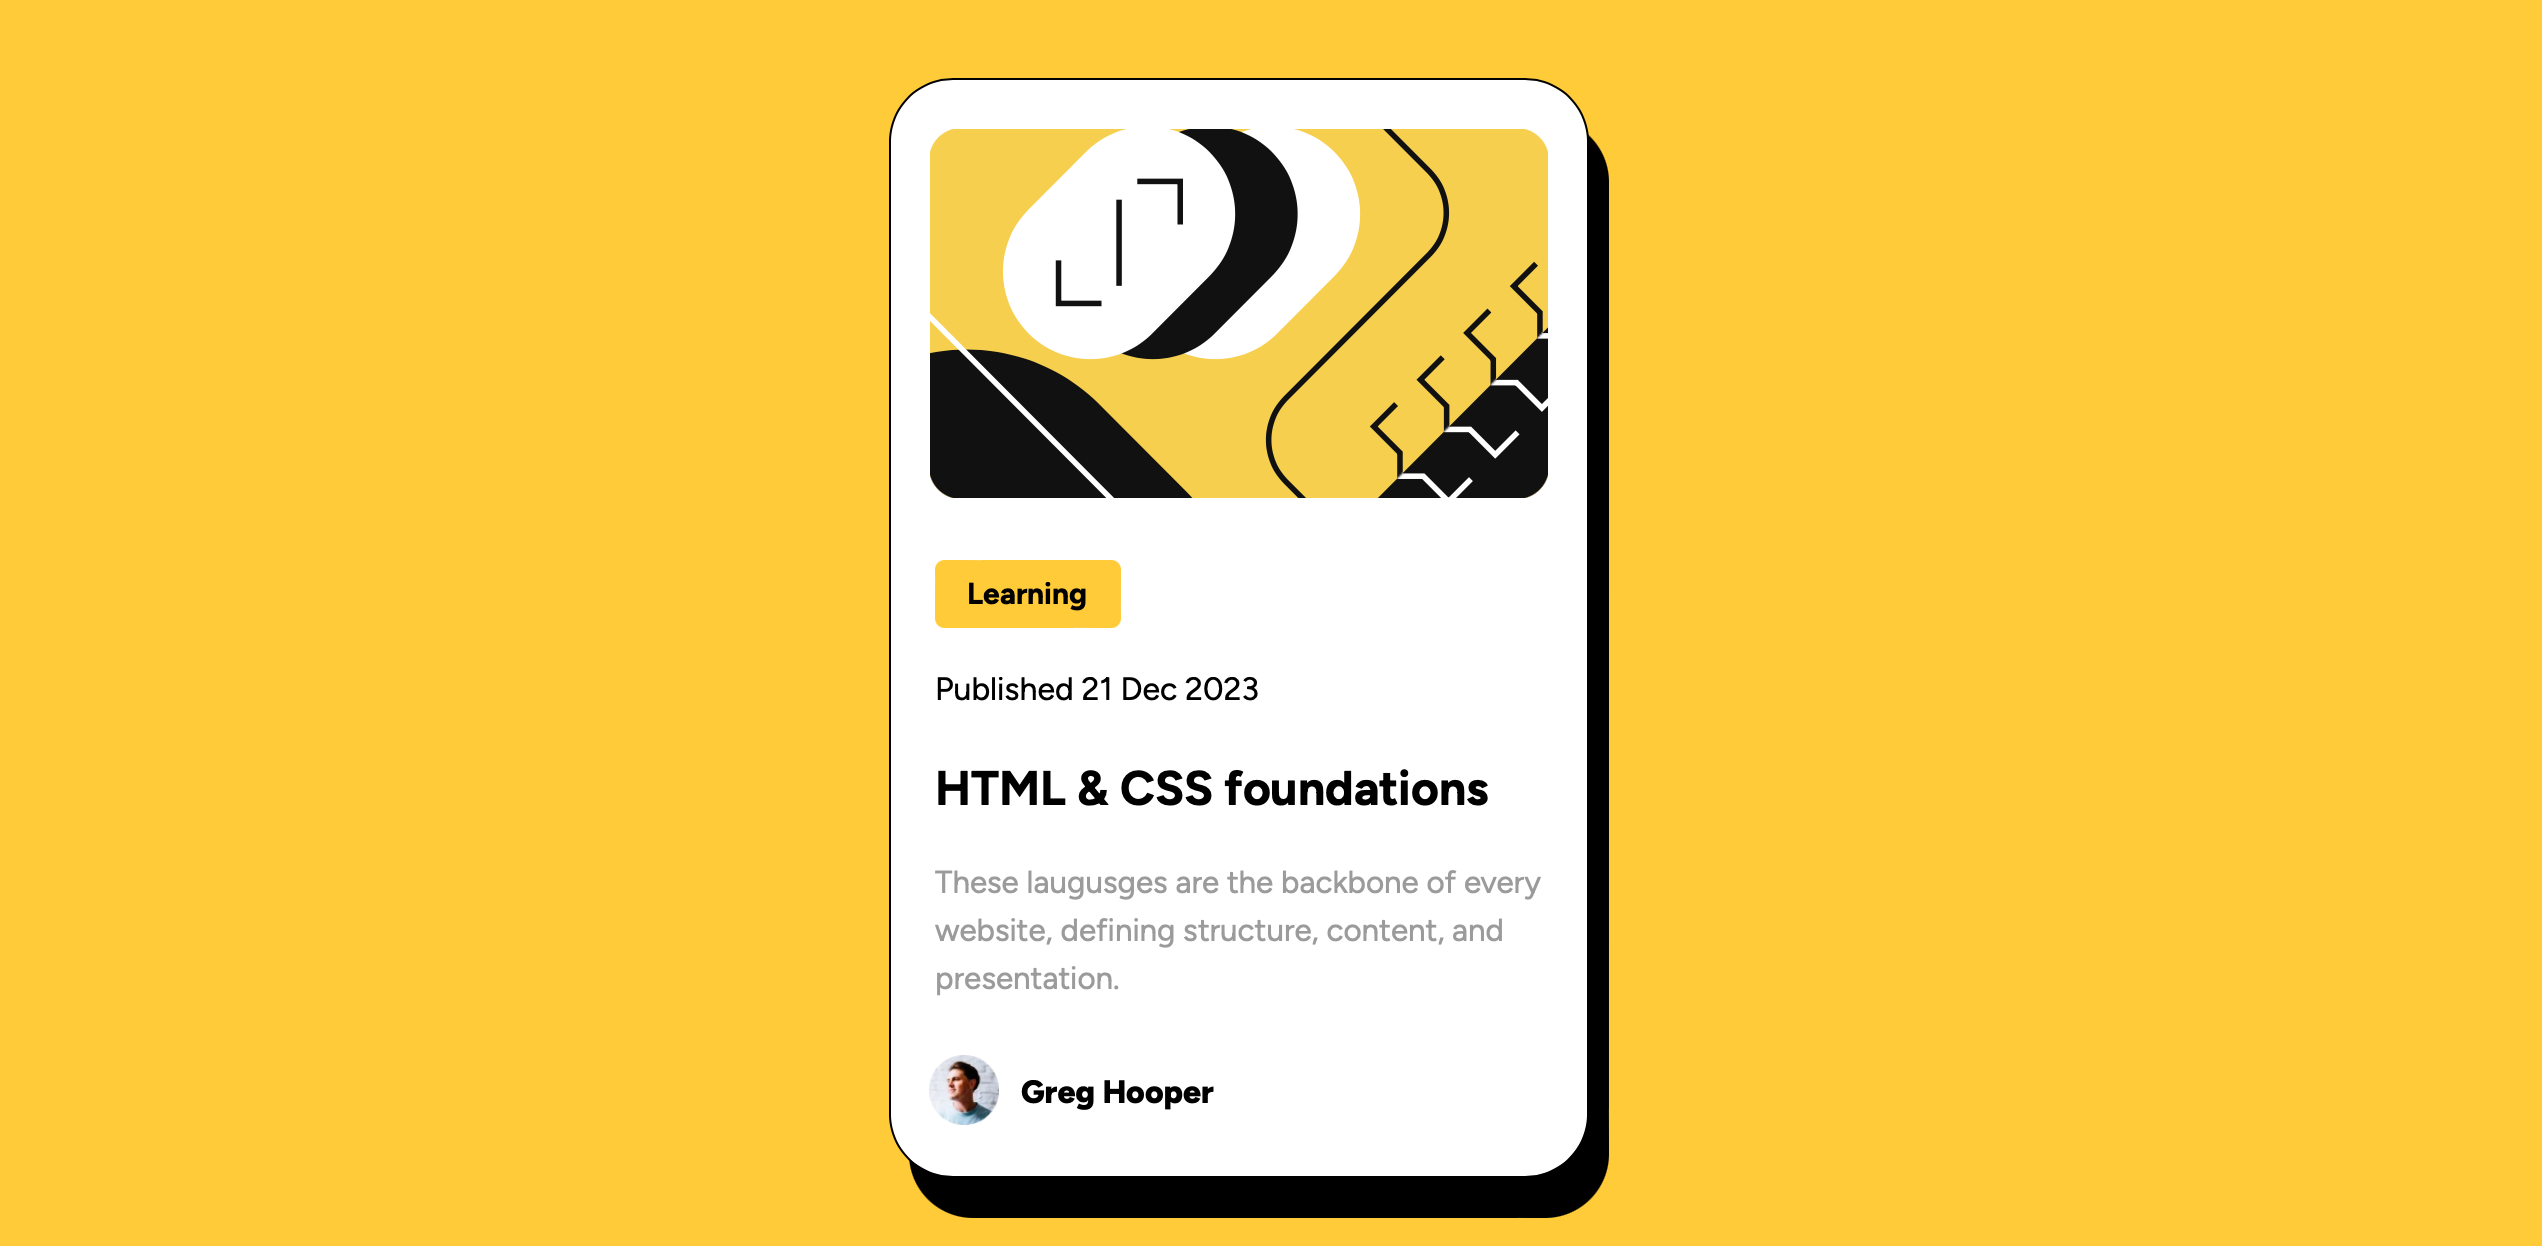 Learning
Published 21 Dec 2023
HTML & CSS foundations
These laugusges are the backbone of every
website, defining structure, content, and
presentation.
Greg Hooper